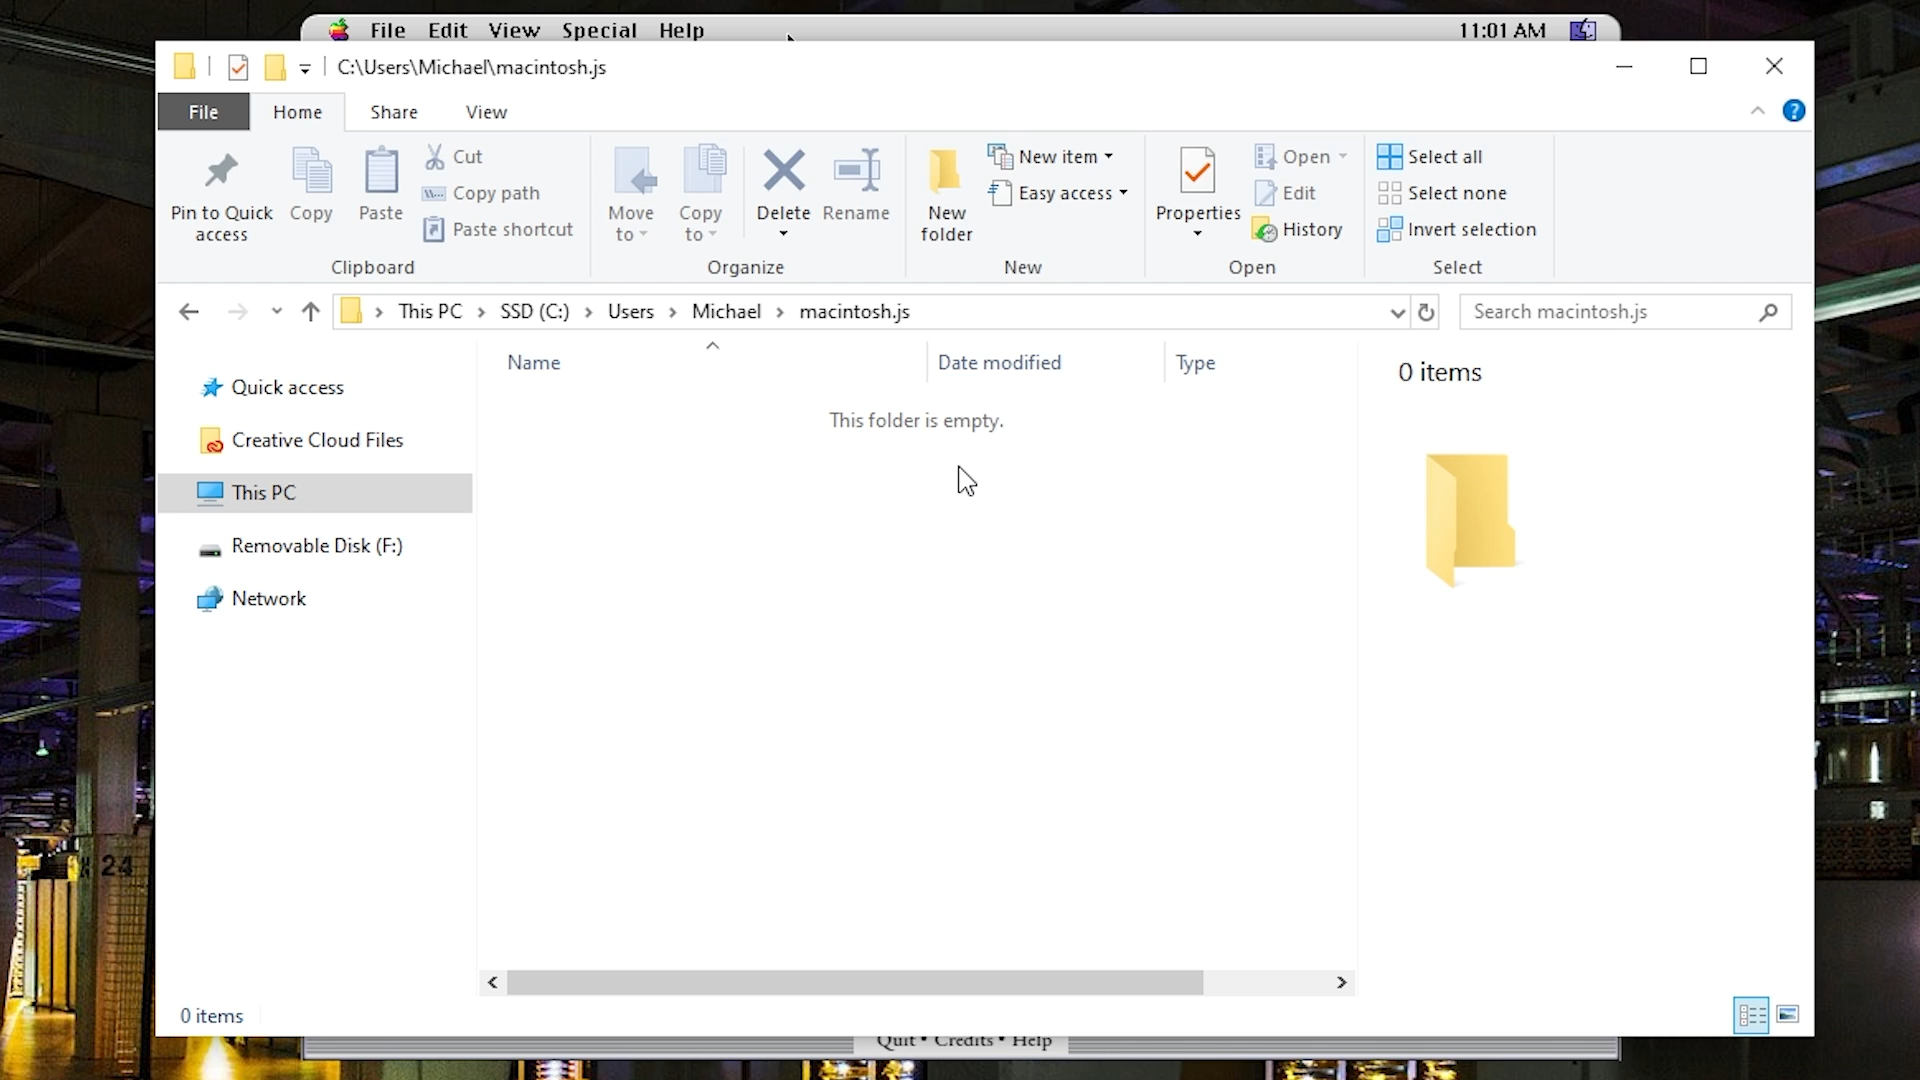 File Edit View Special Help 11:01 AM
C:\Users\Michael\macintosh.js
File Home Share View
Pin to Quick access
Copy
Paste
Cut
Copy path
Paste shortcut
Clipboard
Move to
Copy to
Delete
Rename
Organize
New folder
New item
Easy access
New
Properties
Open
Edit
History
Open
Select all
Select none
Invert selection
Select
This PC > SSD (C:) > Users > Michael > macintosh.js
Search macintosh.js
Name Date modified Type
0 items
This folder is empty.
Quick access
Creative Cloud Files
This PC
Removable Disk (F:)
Network
24
0 items
Quit • Credits • Help